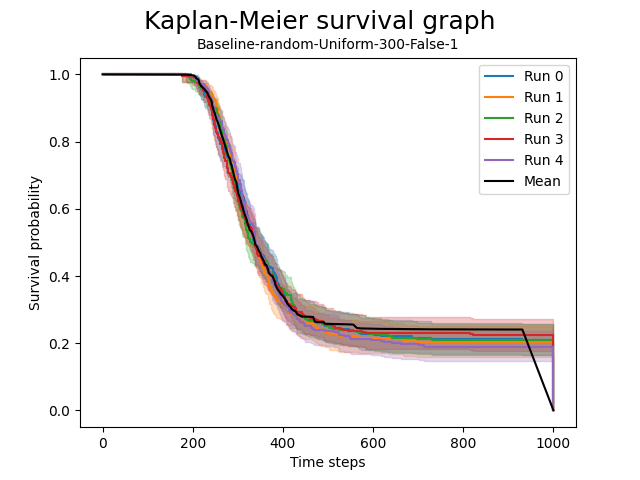 Kaplan-Meier survival graph
Baseline-random-Uniform-300-False-1
Survival probability
1.0
0.8
0.6
0.4
0.2
0.0
Run 0
Run 1
Run 2
Run 3
Run 4
Mean
0 200 400 600 800 1000
Time steps